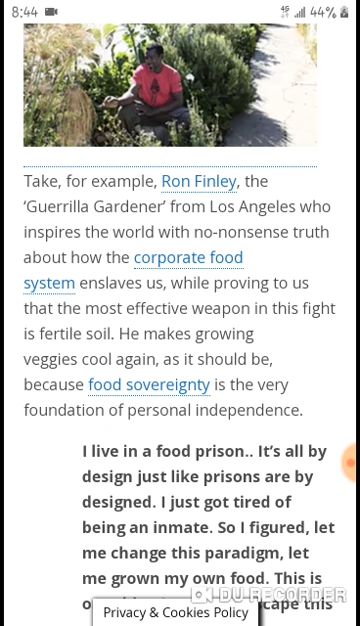 8:44
4G
44%
Take, for example, Ron Finley, the
‘Guerrilla Gardener’ from Los Angeles who
inspires the world with no-nonsense truth
about how the corporate food
system enslaves us, while proving to us
that the most effective weapon in this fight
is fertile soil. He makes growing
veggies cool again, as it should be,
because food sovereignty is the very
foundation of personal independence.
I live in a food prison.. It’s all by
design just like prisons are by
designed. I just got tired of
being an inmate. So I figured, let
me change this paradigm, let
me grown my own food. This is
cape this
DU RECORDER
Privacy & Cookies Policy